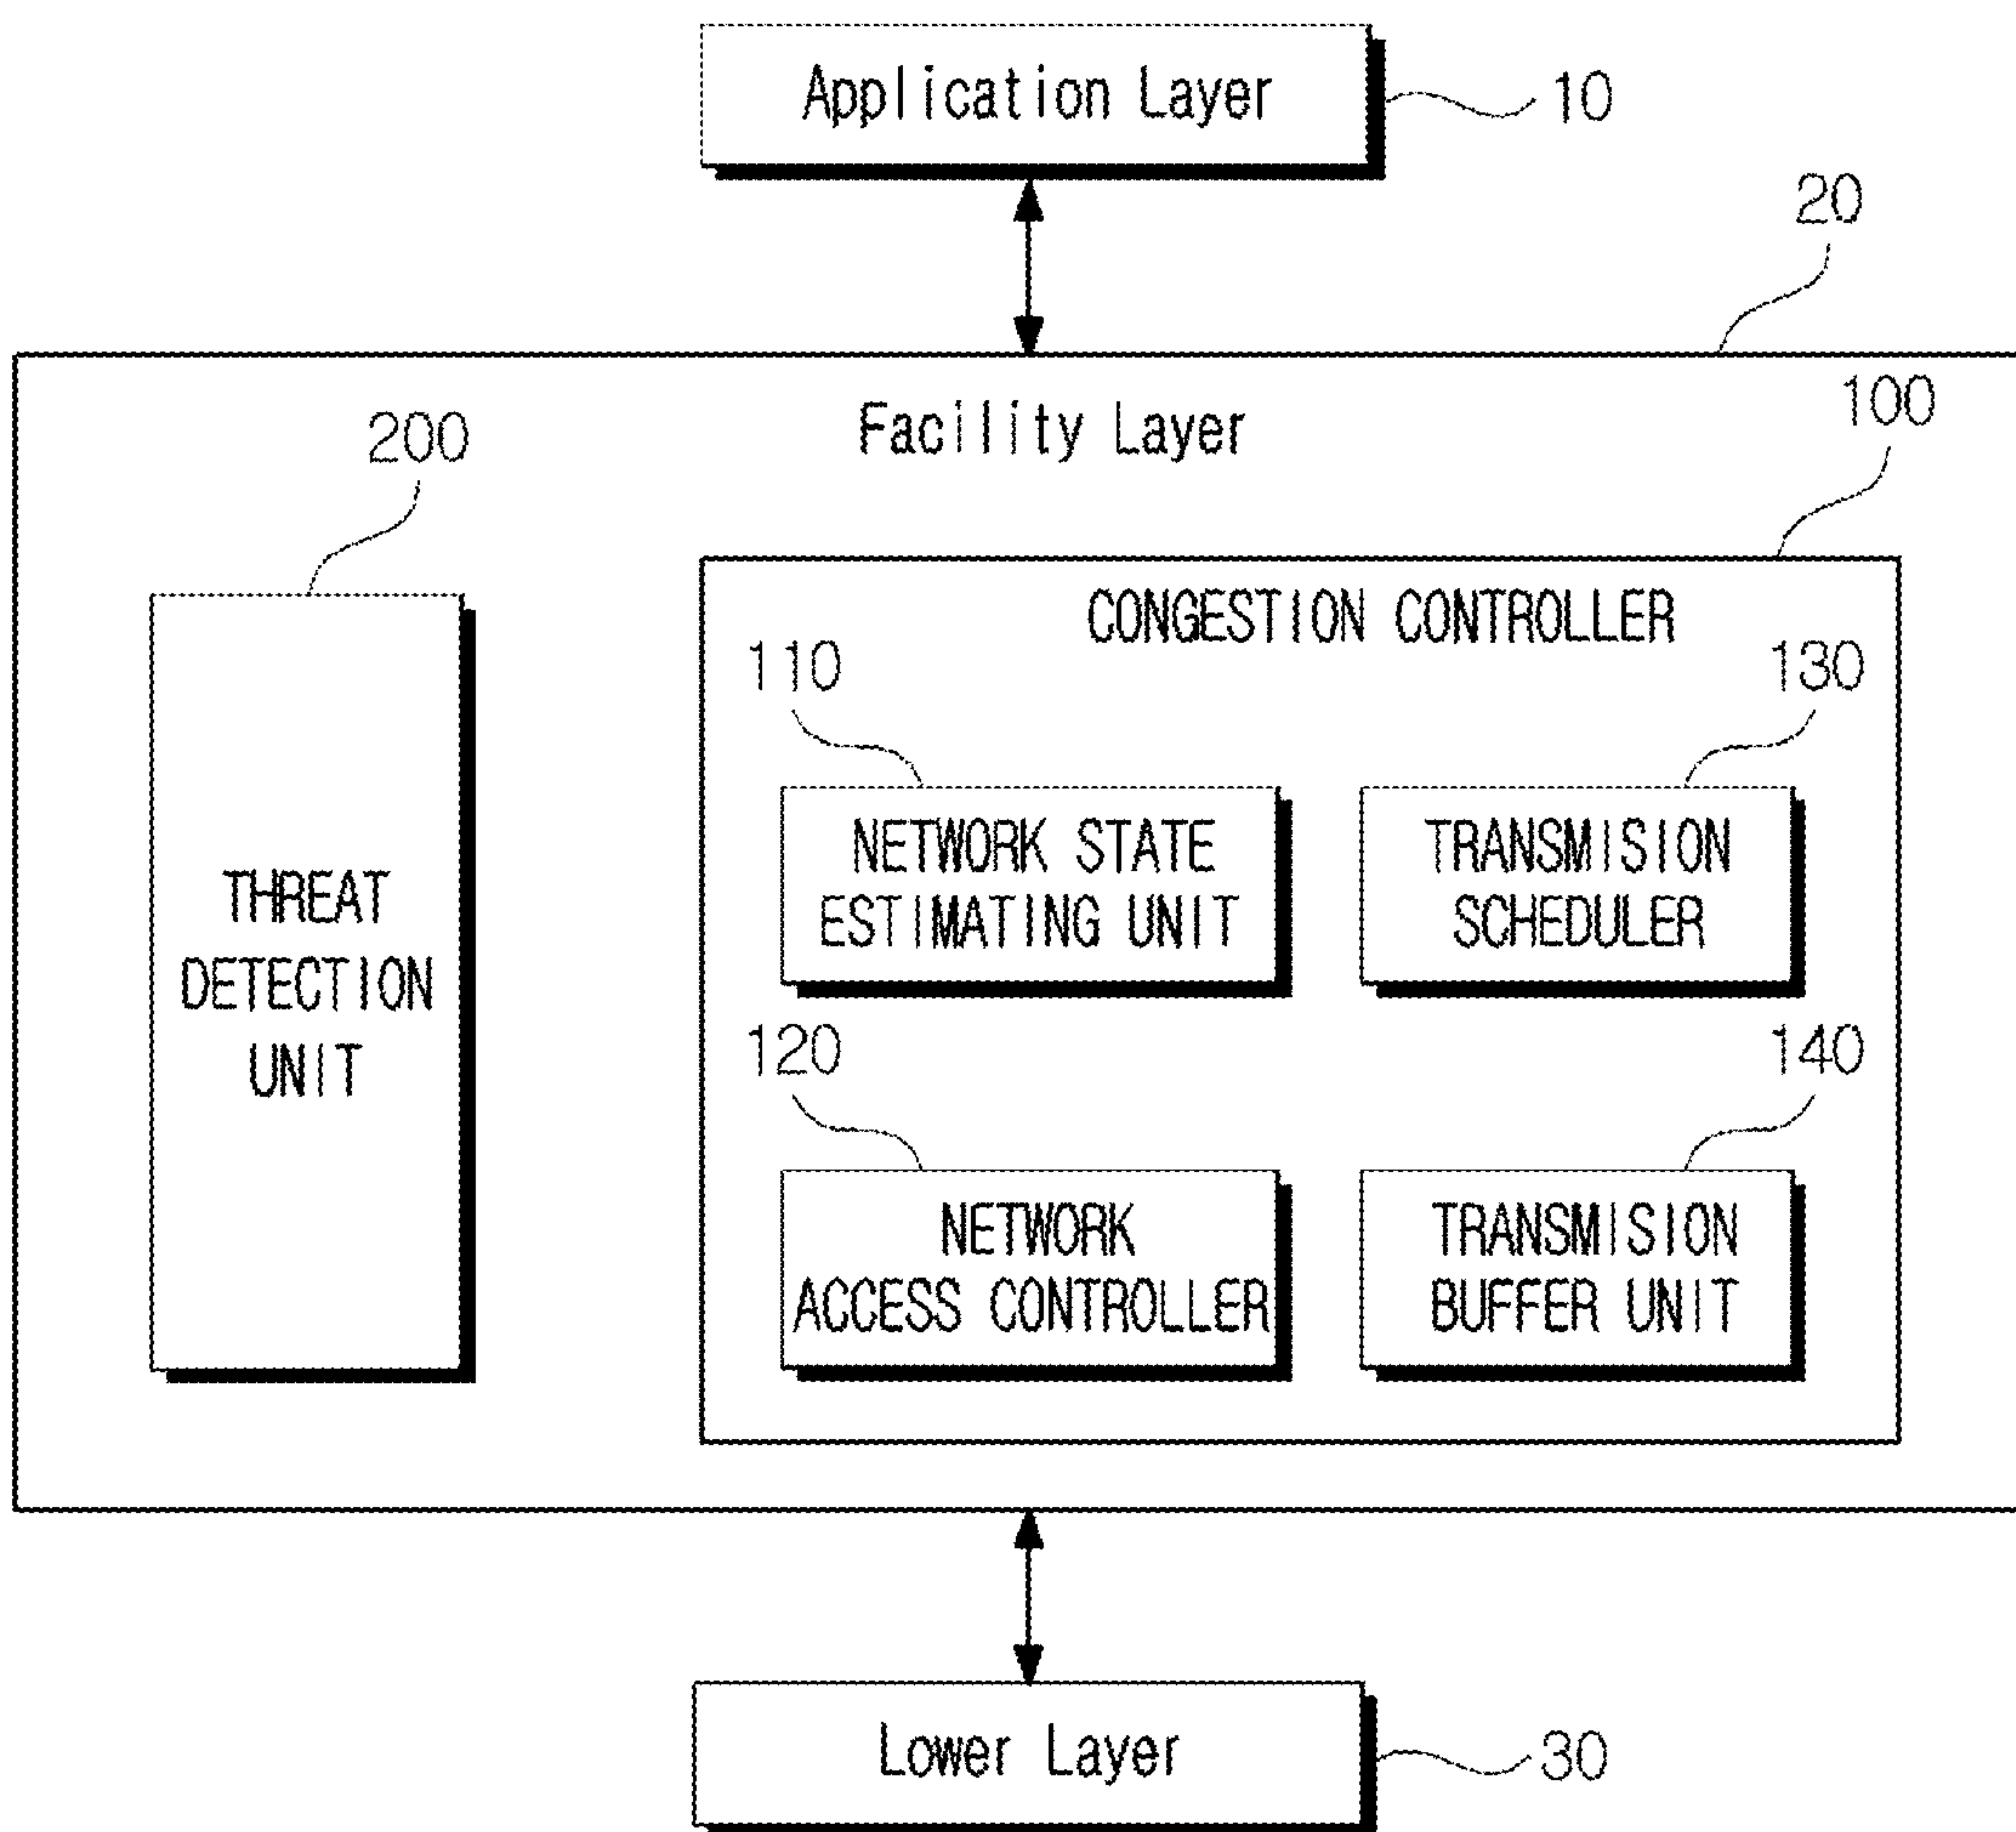 Application Layer
10
20
Facility Layer
100
200
CONGESTION CONTROLLER
110
130
NETWORK STATE
ESTIMATING UNIT
TRANSMISION
SCHEDULER
THREAT
DETECTION
UNIT
120
140
NETWORK
ACCESS CONTROLLER
TRANSMISION
BUFFER UNIT
Lower Layer
30